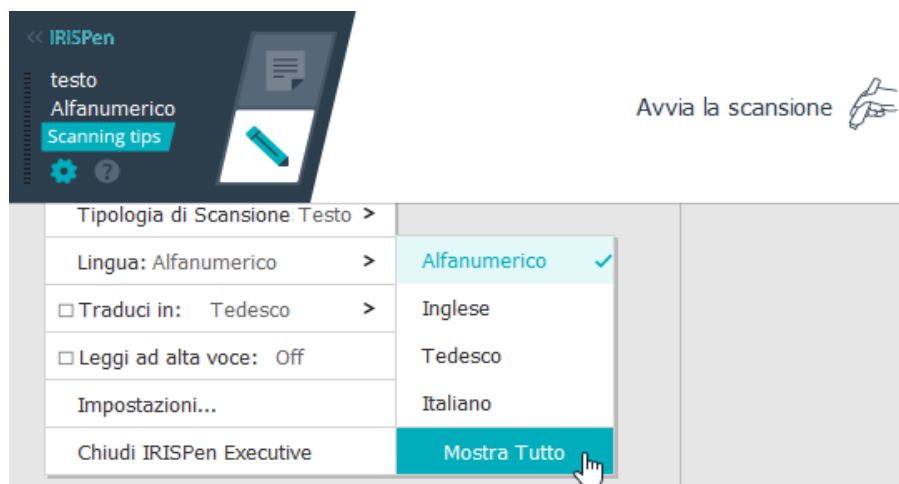 « IRISPen
testo
Alfanumerico
Scanning tips
?
Avvia la scansione
Tipologia di Scansione Testo >
Lingua: Alfanumerico >
Traduci in: Tedesco >
Leggi ad alta voce: Off
Impostazioni...
Chiudi IRISPen Executive
Alfanumerico
Inglese
Tedesco
Italiano
Mostra Tutto